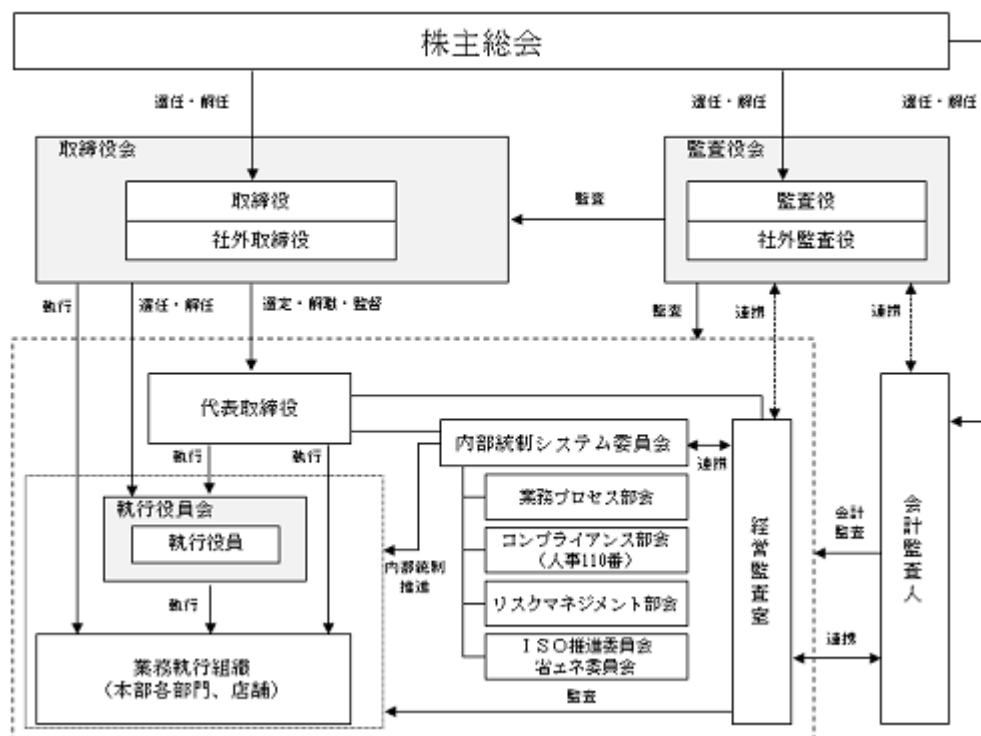 株主総会
選任・解任
選任・解任
選任・解任
取締役会
監査役会
取締役
社外取締役
監査
監査役
社外監査役
執行
選任・解任
選定・解職・監督
監査
連携
連携
代表取締役
執行
執行
内部統制システム委員会
連携
業務プロセス部会
コンプライアンス部会
(人事110番)
リスクマネジメント部会
ＩＳＯ推進委員会
省エネ委員会
執行役員会
執行役員
内部統制
推進
経営監査室
会計
監査
会計監査人
執行
連携
業務執行組織
(本部各部門、店舗)
監査